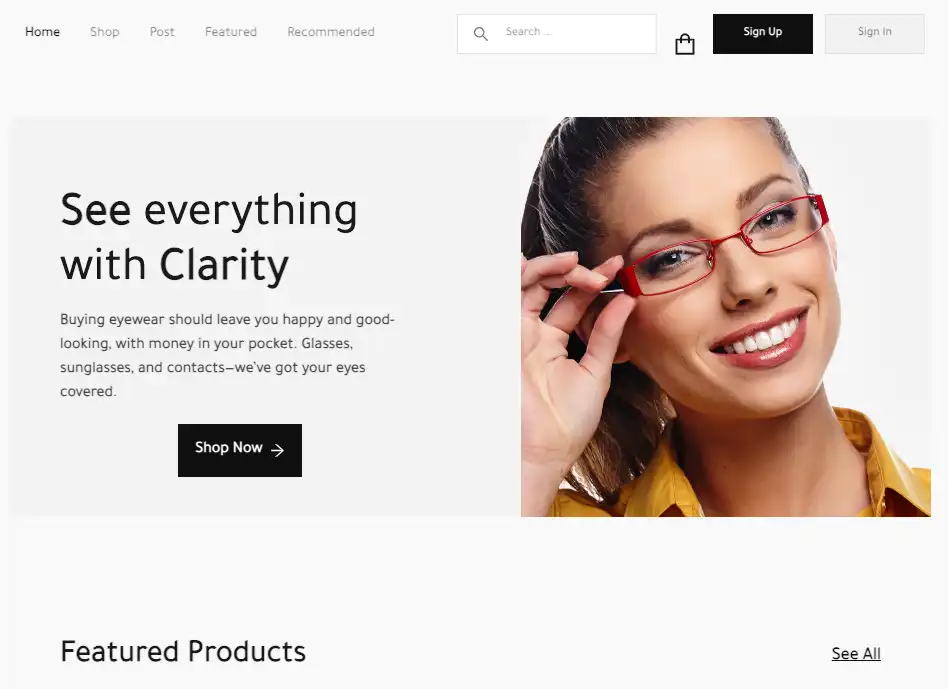 Home Shop Post Featured Recommended Search ... Sign Up Sign In
See everything
with Clarity
Buying eyewear should leave you happy and good-
looking, with money in your pocket. Glasses,
sunglasses, and contacts—we've got your eyes
covered.
Shop Now
Featured Products See All